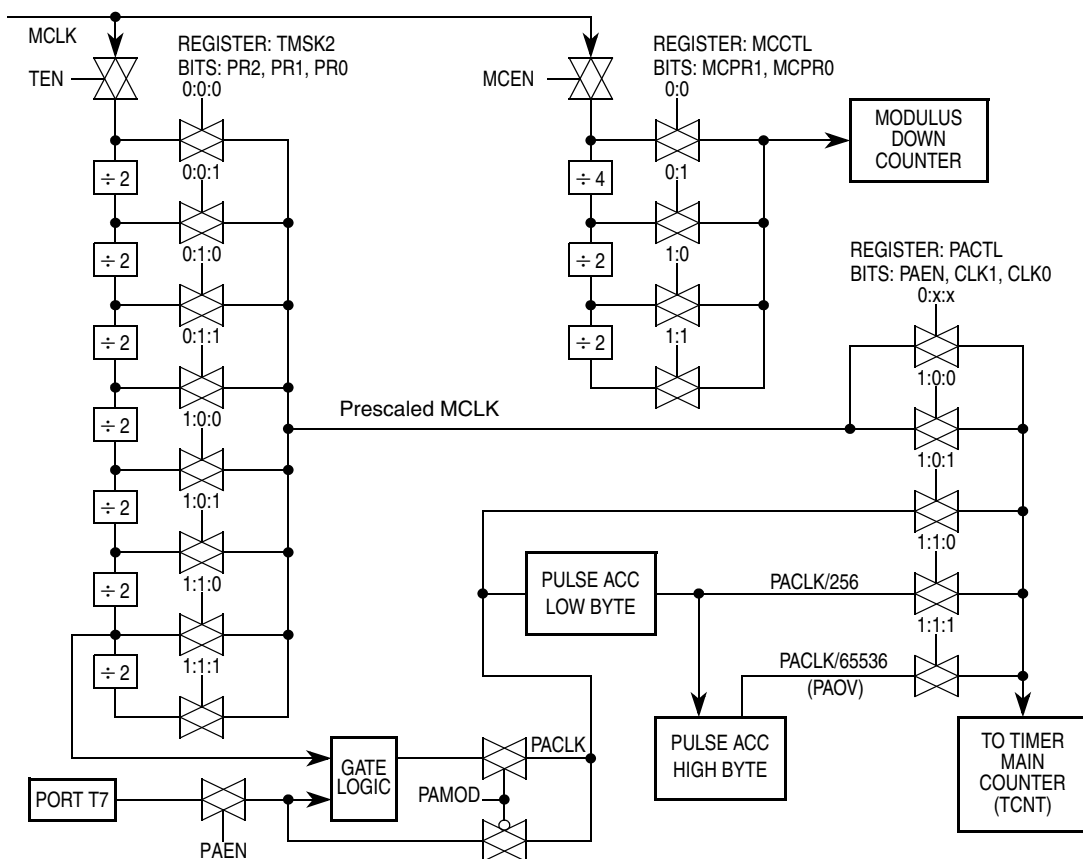 MCLK
TEN
REGISTER: TMSK2
BITS: PR2, PR1, PR0
0:0:0
0:0:1
0:1:0
0:1:1
1:0:0
1:0:1
1:1:0
1:1:1
÷ 2
÷ 2
÷ 2
÷ 2
÷ 2
÷ 2
÷ 2
MCEN
REGISTER: MCCTL
BITS: MCPR1, MCPR0
0:0
0:1
1:0
1:1
÷ 4
÷ 2
÷ 2
MODULUS
DOWN
COUNTER
REGISTER: PACTL
BITS: PAEN, CLK1, CLK0
0:x:x
1:0:0
1:0:1
1:1:0
1:1:1
Prescaled MCLK
PULSE ACC
LOW BYTE
PACLK/256
PACLK/65536
(PAOV)
PULSE ACC
HIGH BYTE
TO TIMER
MAIN
COUNTER
(TCNT)
PORT T7
PAEN
GATE
LOGIC
PACLK
PAMOD